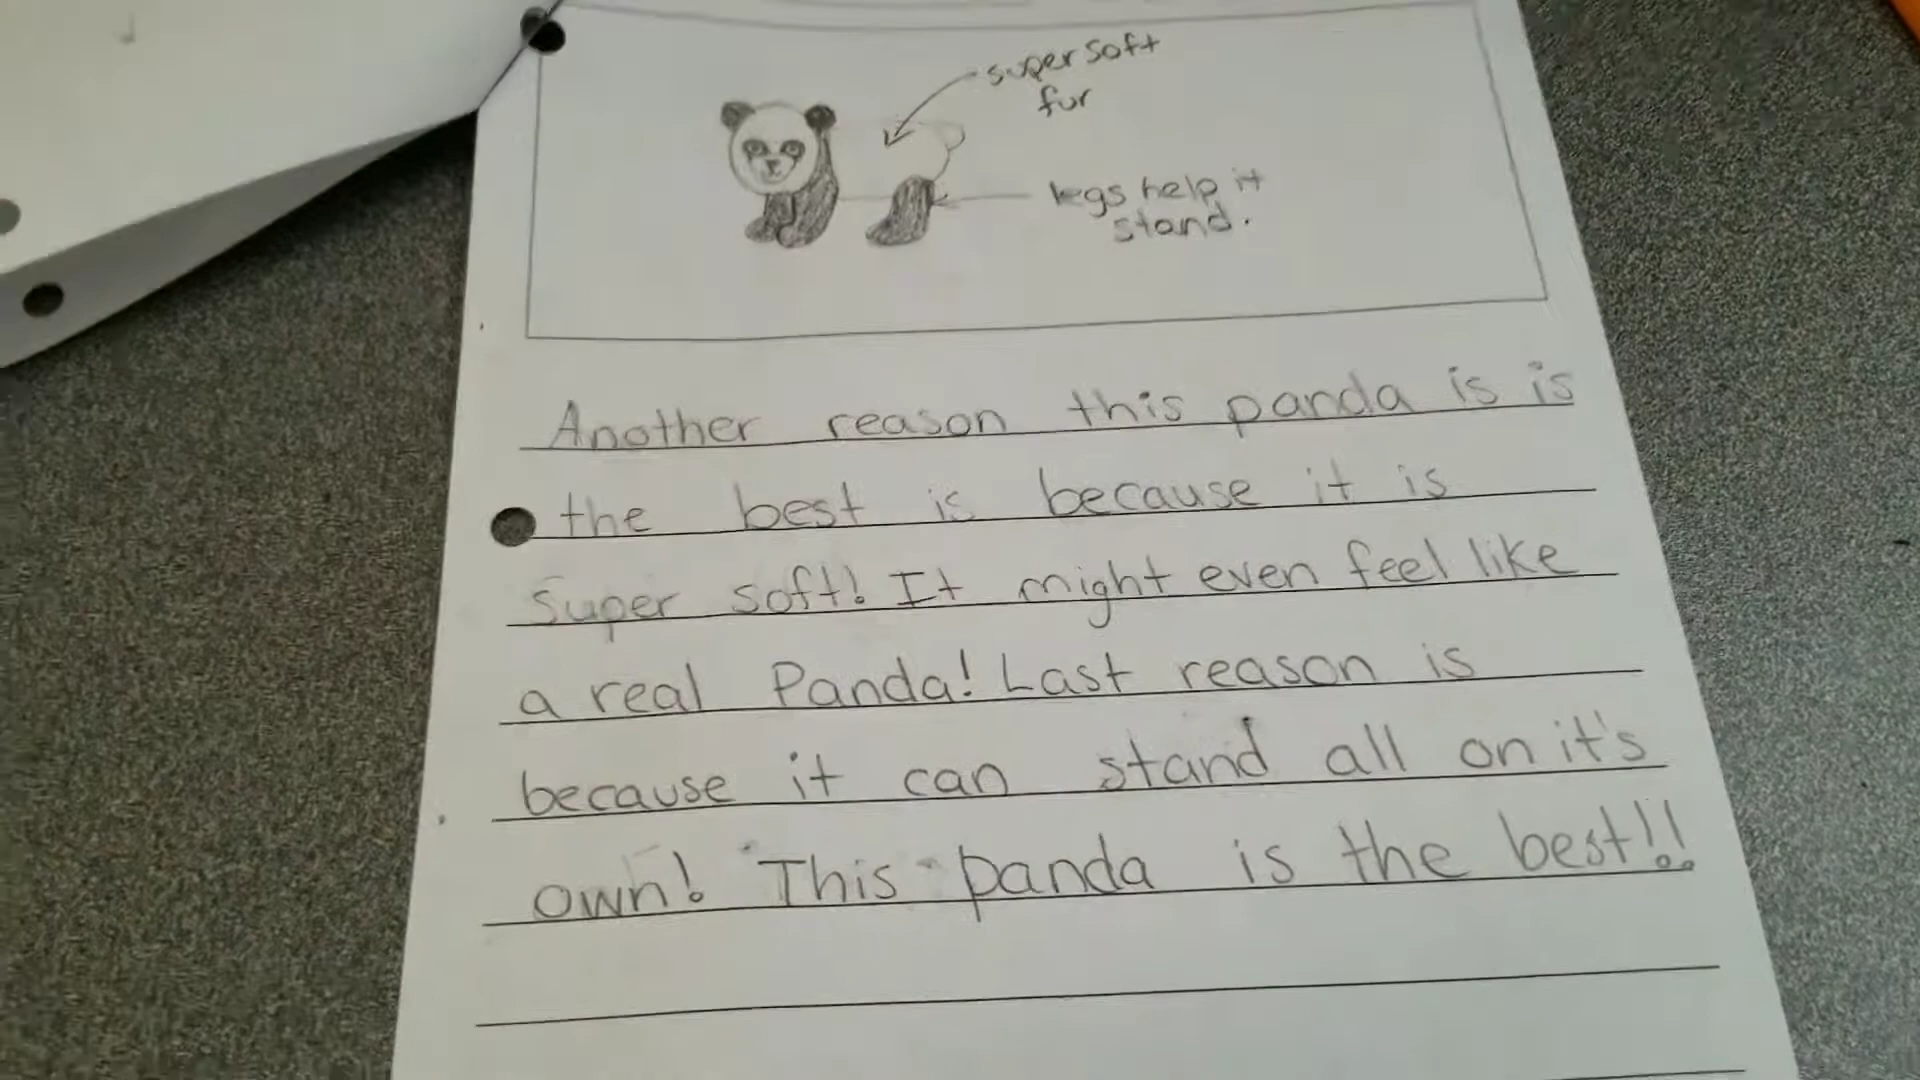 super soft
fur
legs help it
stand.
Another reason this panda is is
the best is because it is
super soft! It might even feel like
a real Panda! Last reason is
because it can stand all on it's
own! This panda is the best!!